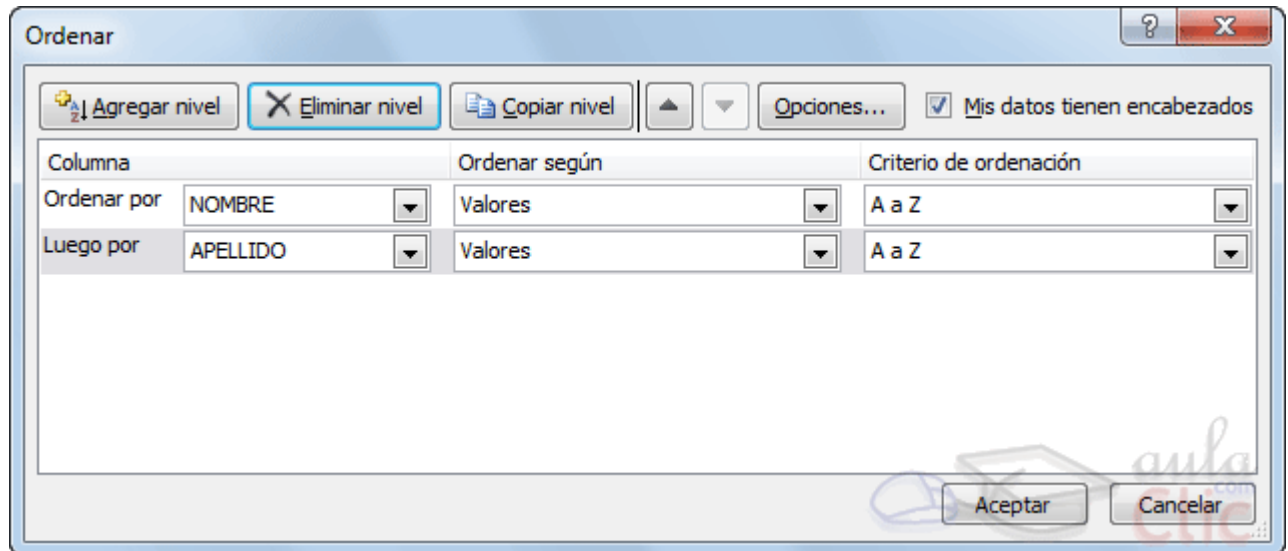 Ordenar
Agregar nivel Eliminar nivel Copiar nivel Opciones... Mis datos tienen encabezados
Columna Ordenar según Criterio de ordenación
Ordenar por NOMBRE Valores A a Z
Luego por APELLIDO Valores A a Z
aula
Clic .com
Aceptar Cancelar